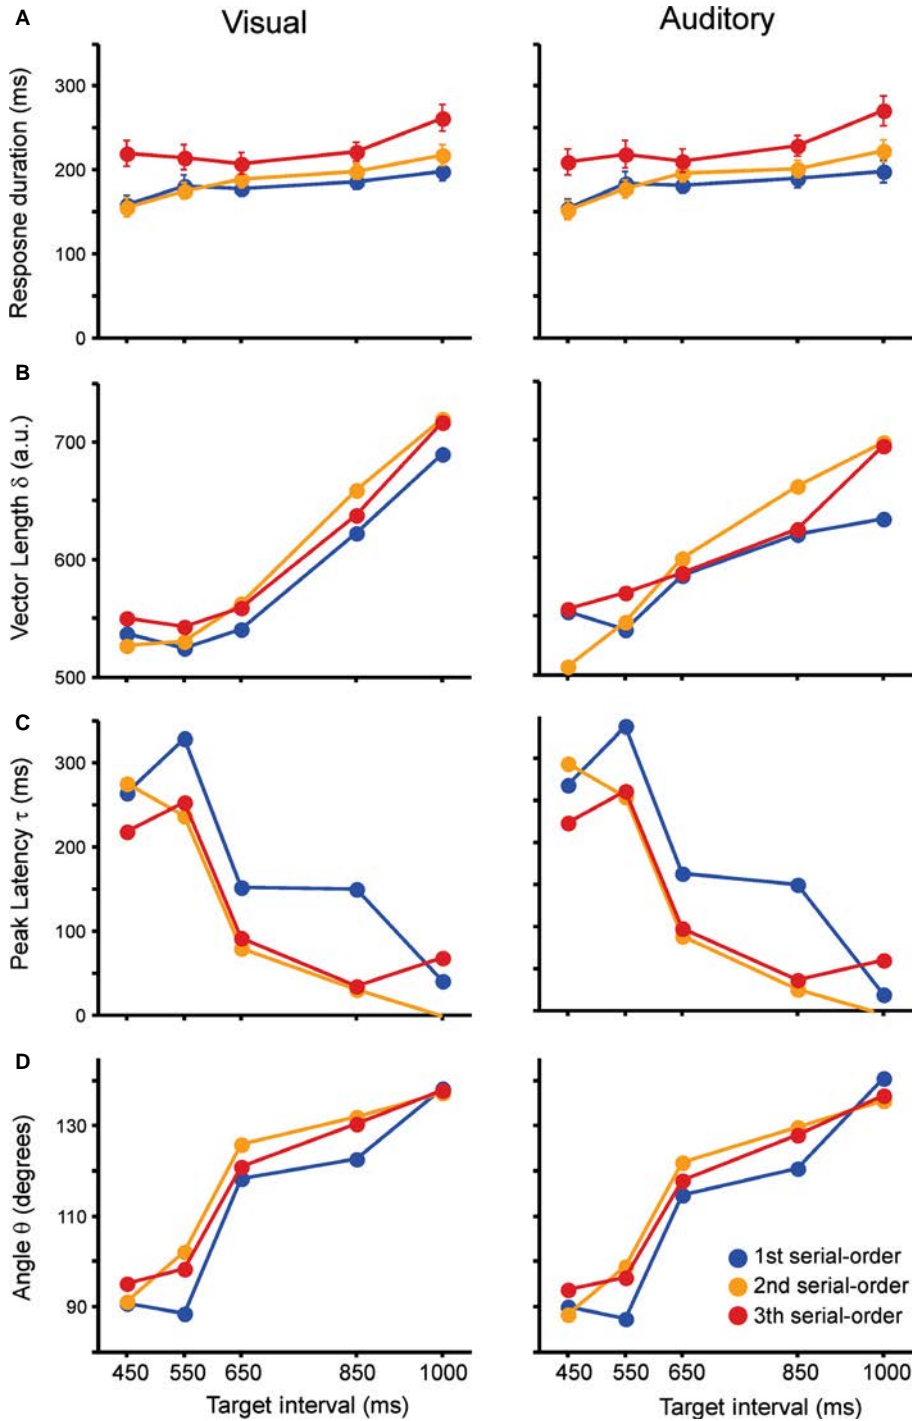 A
Visual
Auditory
Resposne duration (ms)
300
200
100
0
B
Vector Length δ (a.u.)
700
600
500
C
Peak Latency τ (ms)
300
200
100
0
D
Angle θ (degrees)
130
110
90
1st serial-order
2nd serial-order
3th serial-order
450 550 650 850 1000
450 550 650 850 1000
Target interval (ms)
Target interval (ms)